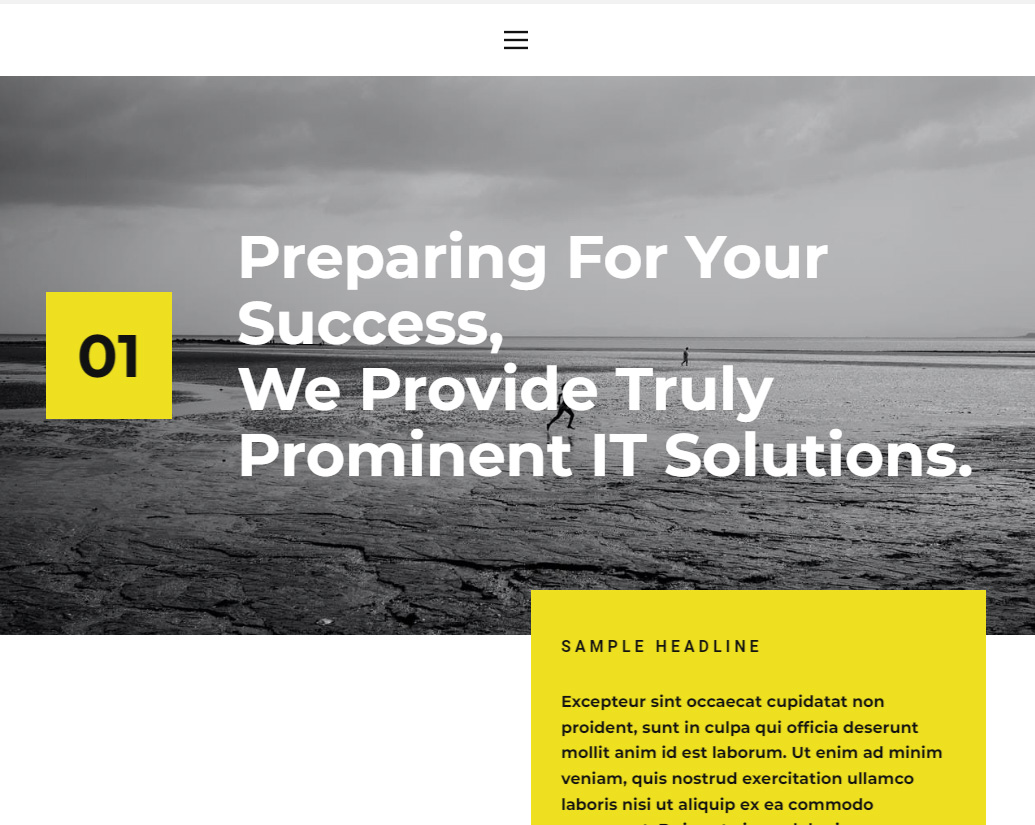 01
Preparing For Your
Success,
We Provide Truly
Prominent IT Solutions.
SAMPLE HEADLINE
Excepteur sint occaecat cupidatat non
proident, sunt in culpa qui officia deserunt
mollit anim id est laborum. Ut enim ad minim
veniam, quis nostrud exercitation ullamco
laboris nisi ut aliquip ex ea commodo